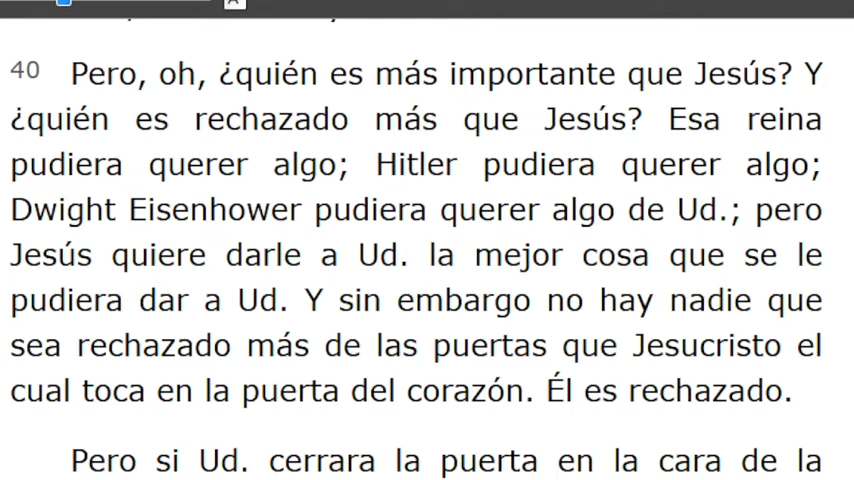 40 Pero, oh, ¿quién es más importante que Jesús? Y
¿quién es rechazado más que Jesús? Esa reina
pudiera querer algo; Hitler pudiera querer algo;
Dwight Eisenhower pudiera querer algo de Ud.; pero
Jesús quiere darle a Ud. la mejor cosa que se le
pudiera dar a Ud. Y sin embargo no hay nadie que
sea rechazado más de las puertas que Jesucristo el
cual toca en la puerta del corazón. Él es rechazado.
Pero si Ud. cerrara la puerta en la cara de la